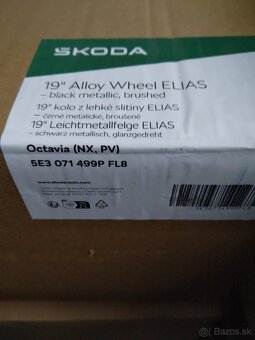 ŠKODA
19" Alloy Wheel ELIAS
– black metallic, brushed
19" kolo z lehké slitiny ELIAS
– černé metalické, broušené
19" Leichtmetallfelge ELIAS
– schwarz metallisch, glanzgedreht
Octavia (NX, PV)
5E3 071 499P FL8
www.skoda-auto.com
© bazar.sk